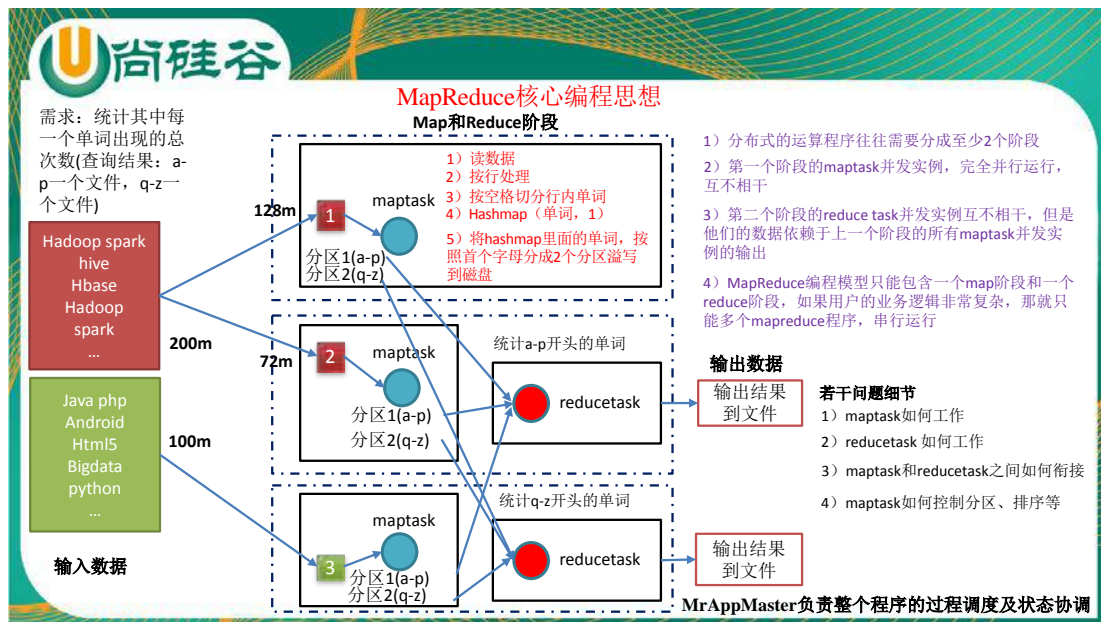 尚硅谷
MapReduce核心编程思想
需求：统计其中每
一个单词出现的总
次数(查询结果：a-
p一个文件，q-z一
个文件)
Hadoop spark
hive
Hbase
Hadoop
spark
…
200m
Java php
Android
Html5
Bigdata
python
…
100m
输入数据
Map和Reduce阶段
128m
1
maptask
分区1(a-p)
分区2(q-z)
1）读数据
2）按行处理
3）按空格切分行内单词
4）Hashmap（单词，1）
5）将hashmap里面的单词，按
照首个字母分成2个分区溢写
到磁盘
72m
2
maptask
分区1(a-p)
分区2(q-z)
统计a-p开头的单词
reducetask
3
maptask
分区1(a-p)
分区2(q-z)
统计q-z开头的单词
reducetask
输出数据
输出结果
到文件
输出结果
到文件
1）分布式的运算程序往往需要分成至少2个阶段
2）第一个阶段的maptask并发实例，完全并行运行，
互不相干
3）第二个阶段的reduce task并发实例互不相干，但是
他们的数据依赖于上一个阶段的所有maptask并发实
例的输出
4）MapReduce编程模型只能包含一个map阶段和一个
reduce阶段，如果用户的业务逻辑非常复杂，那就只
能多个mapreduce程序，串行运行
若干问题细节
1）maptask如何工作
2）reducetask 如何工作
3）maptask和reducetask之间如何衔接
4）maptask如何控制分区、排序等
MrAppMaster负责整个程序的过程调度及状态协调